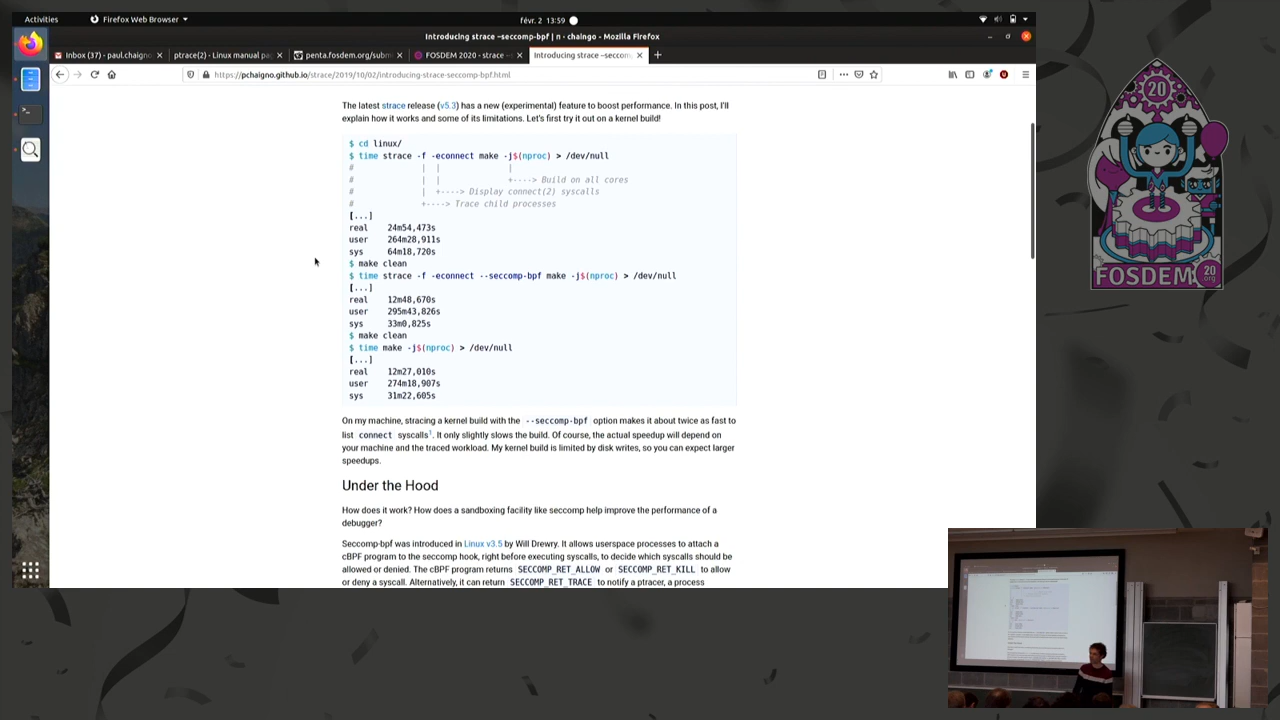 Activities
Firefox Web Browser
févr. 2 13:59
Introducing strace –seccomp-bpf | n · chaingo - Mozilla Firefox
Inbox (37) - paul.chaigno
ptrace(2) - Linux manual pag
penta.fosdem.org/subm
FOSDEM 2020 - strace –
Introducing strace –seccom
https://pchaigno.github.io/strace/2019/10/02/introducing-strace-seccomp-bpf.html
The latest strace release (v5.3) has a new (experimental) feature to boost performance. In this post, I'll
explain how it works and some of its limitations. Let's first try it out on a kernel build!
$ cd linux/
$ time strace -f -econnect make -j$(nproc) > /dev/null
# | | |
# | | +----> Build on all cores
# | +----> Display connect(2) syscalls
# +----> Trace child processes
[...]
real 24m54,473s
user 264m28,911s
sys 64m18,720s
$ make clean
$ time strace -f -econnect --seccomp-bpf make -j$(nproc) > /dev/null
[...]
real 12m48,670s
user 295m43,826s
sys 33m0,825s
$ make clean
$ time make -j$(nproc) > /dev/null
[...]
real 12m27,010s
user 274m18,907s
sys 31m22,605s
On my machine, stracing a kernel build with the --seccomp-bpf option makes it about twice as fast to
list connect syscalls1. It only slightly slows the build. Of course, the actual speedup will depend on
your machine and the traced workload. My kernel build is limited by disk writes, so you can expect larger
speedups.
Under the Hood
How does it work? How does a sandboxing facility like seccomp help improve the performance of a
debugger?
Seccomp-bpf was introduced in Linux v3.5 by Will Drewry. It allows userspace processes to attach a
cBPF program to the seccomp hook, right before executing syscalls, to decide which syscalls should be
allowed or denied. The cBPF program returns SECCOMP_RET_ALLOW or SECCOMP_RET_KILL to allow
or deny a syscall. Alternatively, it can return SECCOMP_RET_TRACE to notify a ptracer, a process
20
FOSDEM 20
.org